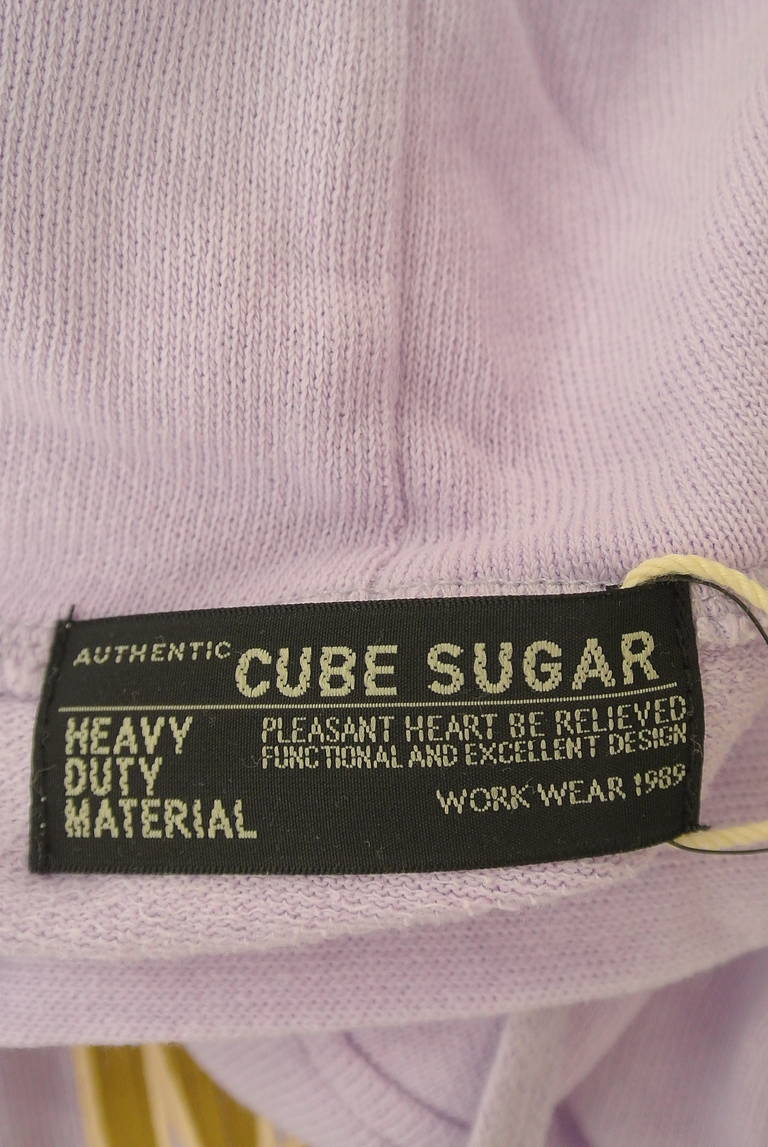 AUTHENTIC CUBE SUGAR
HEAVY
DUTY
MATERIAL
PLEASANT HEART BE RELIEVED
FUNCTIONAL AND EXCELLENT DESIGN
WORK WEAR 1989